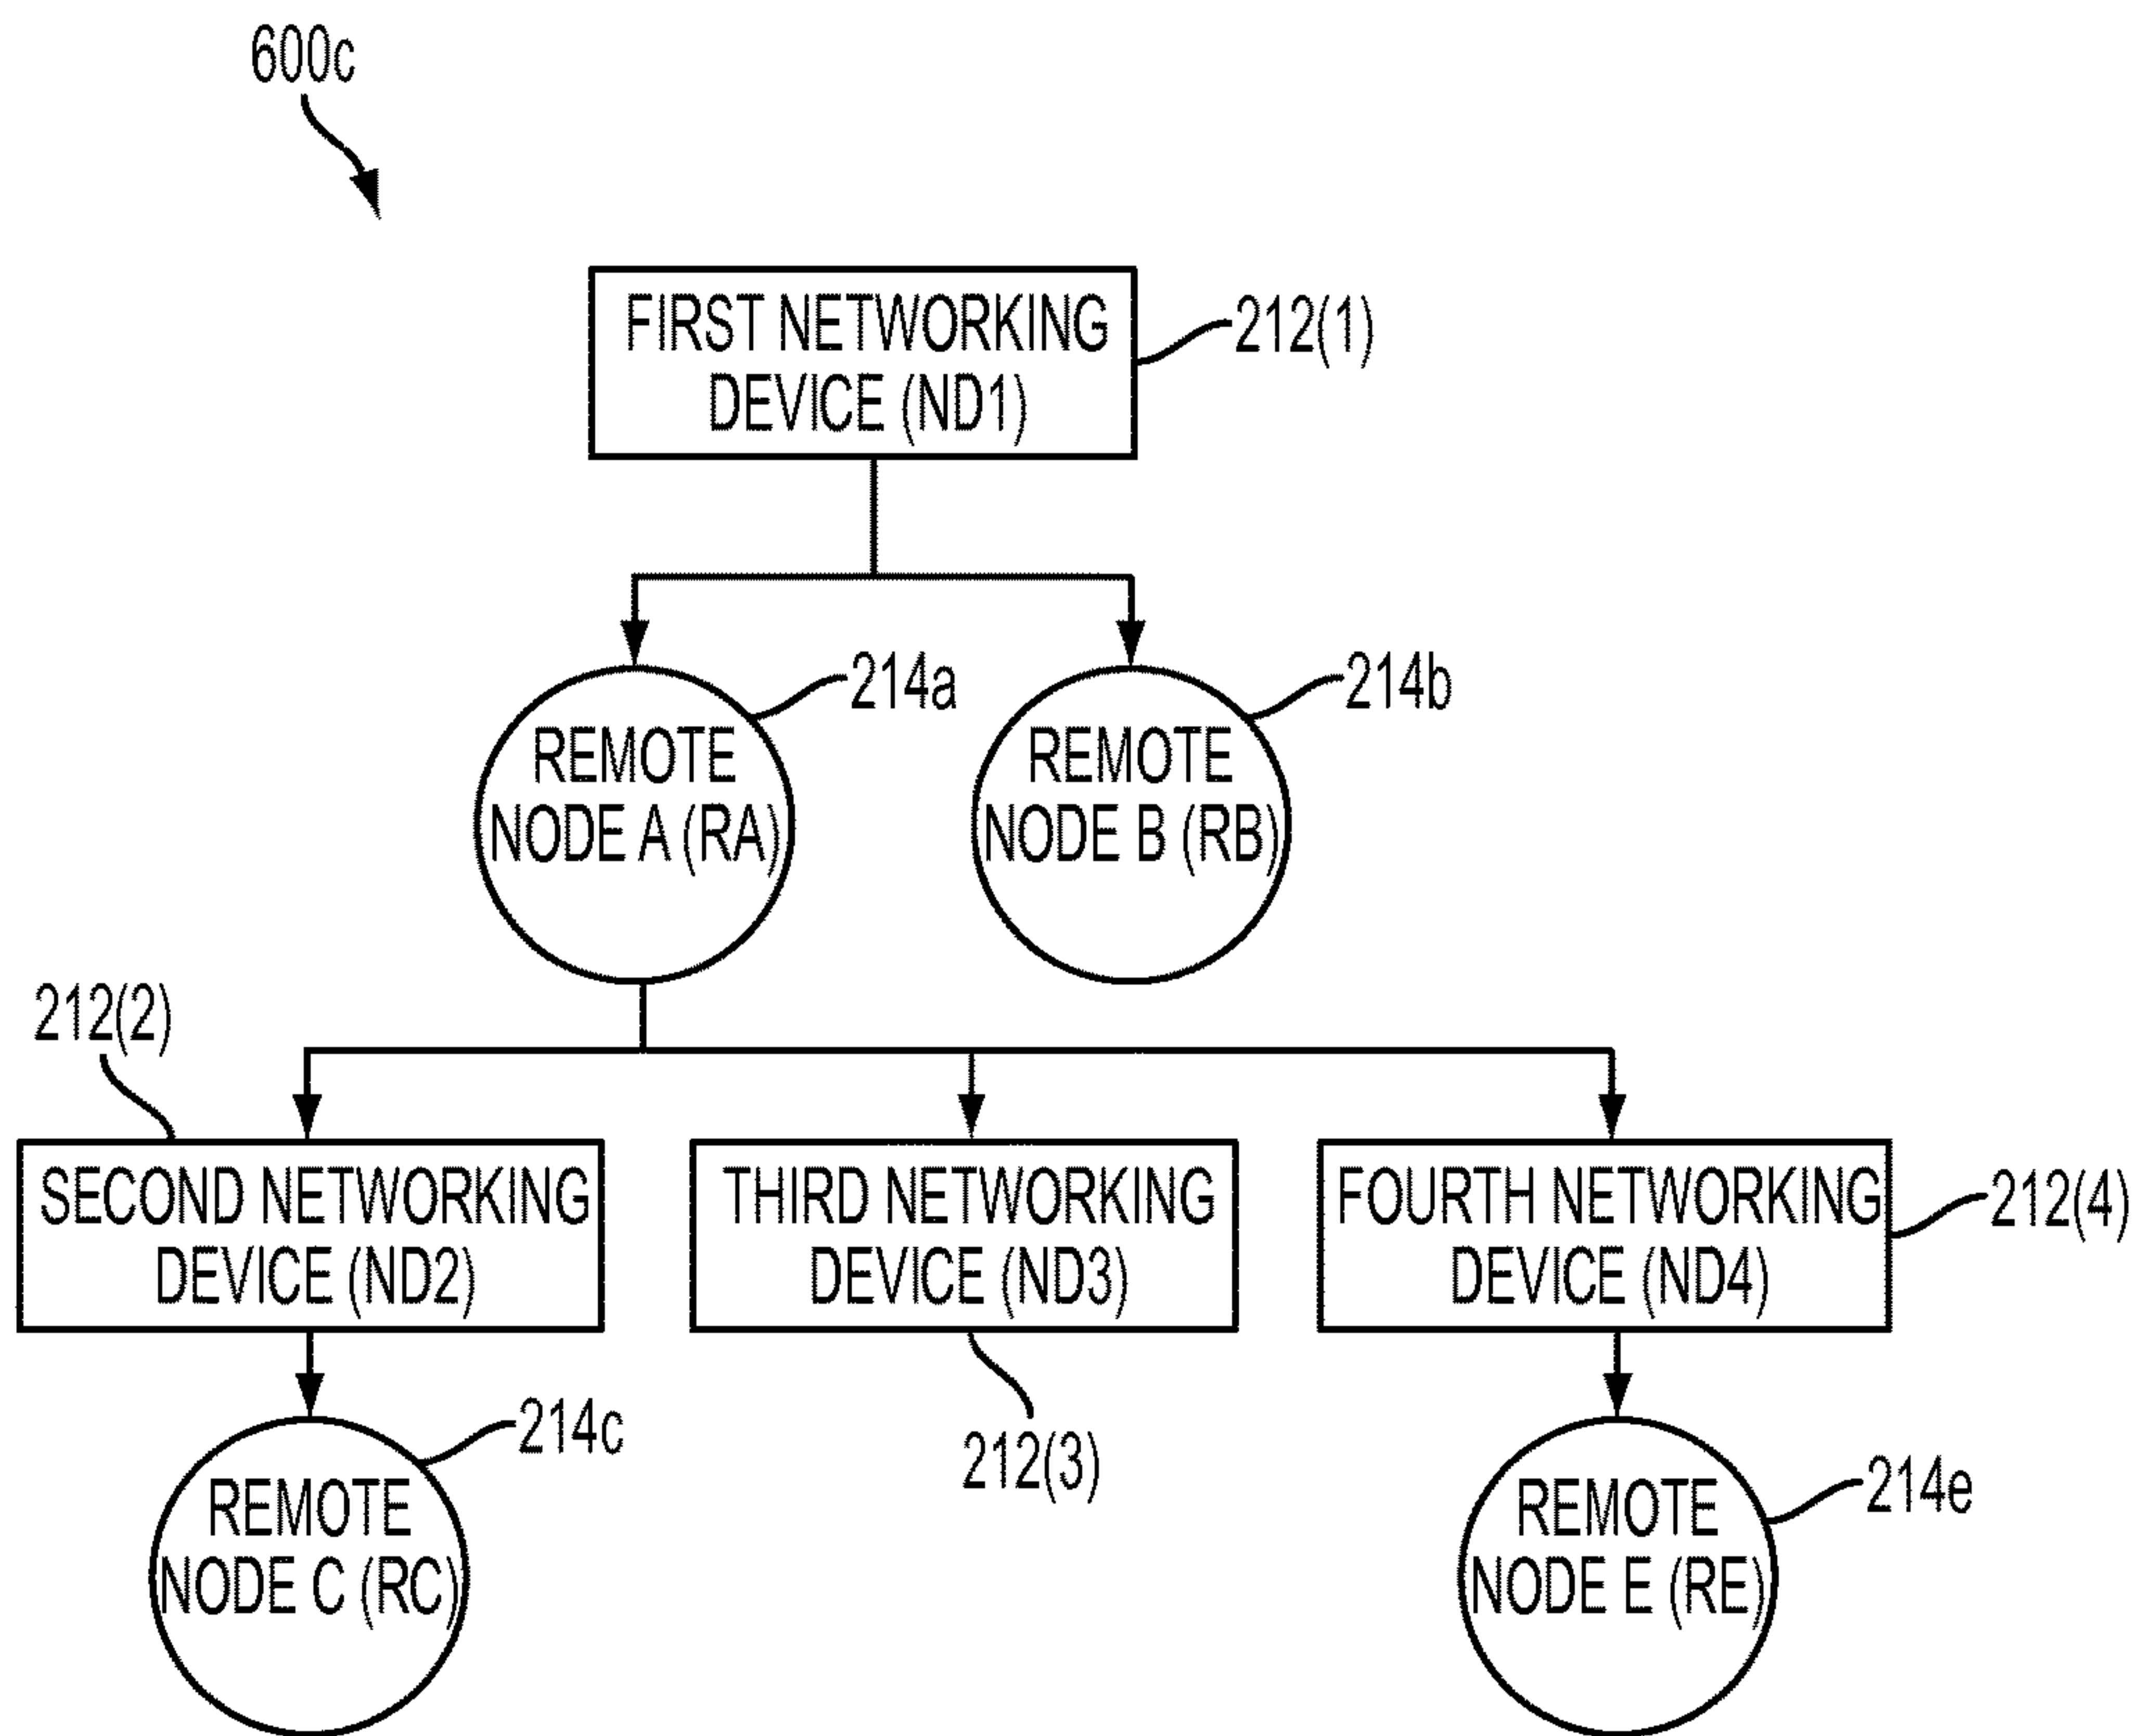 600c
FIRST NETWORKING
DEVICE (ND1)
212(1)
214a
214b
REMOTE
NODE A (RA)
REMOTE
NODE B (RB)
212(2)
SECOND NETWORKING
DEVICE (ND2)
THIRD NETWORKING
DEVICE (ND3)
FOURTH NETWORKING
DEVICE (ND4)
212(4)
214c
212(3)
214e
REMOTE
NODE C (RC)
REMOTE
NODE E (RE)